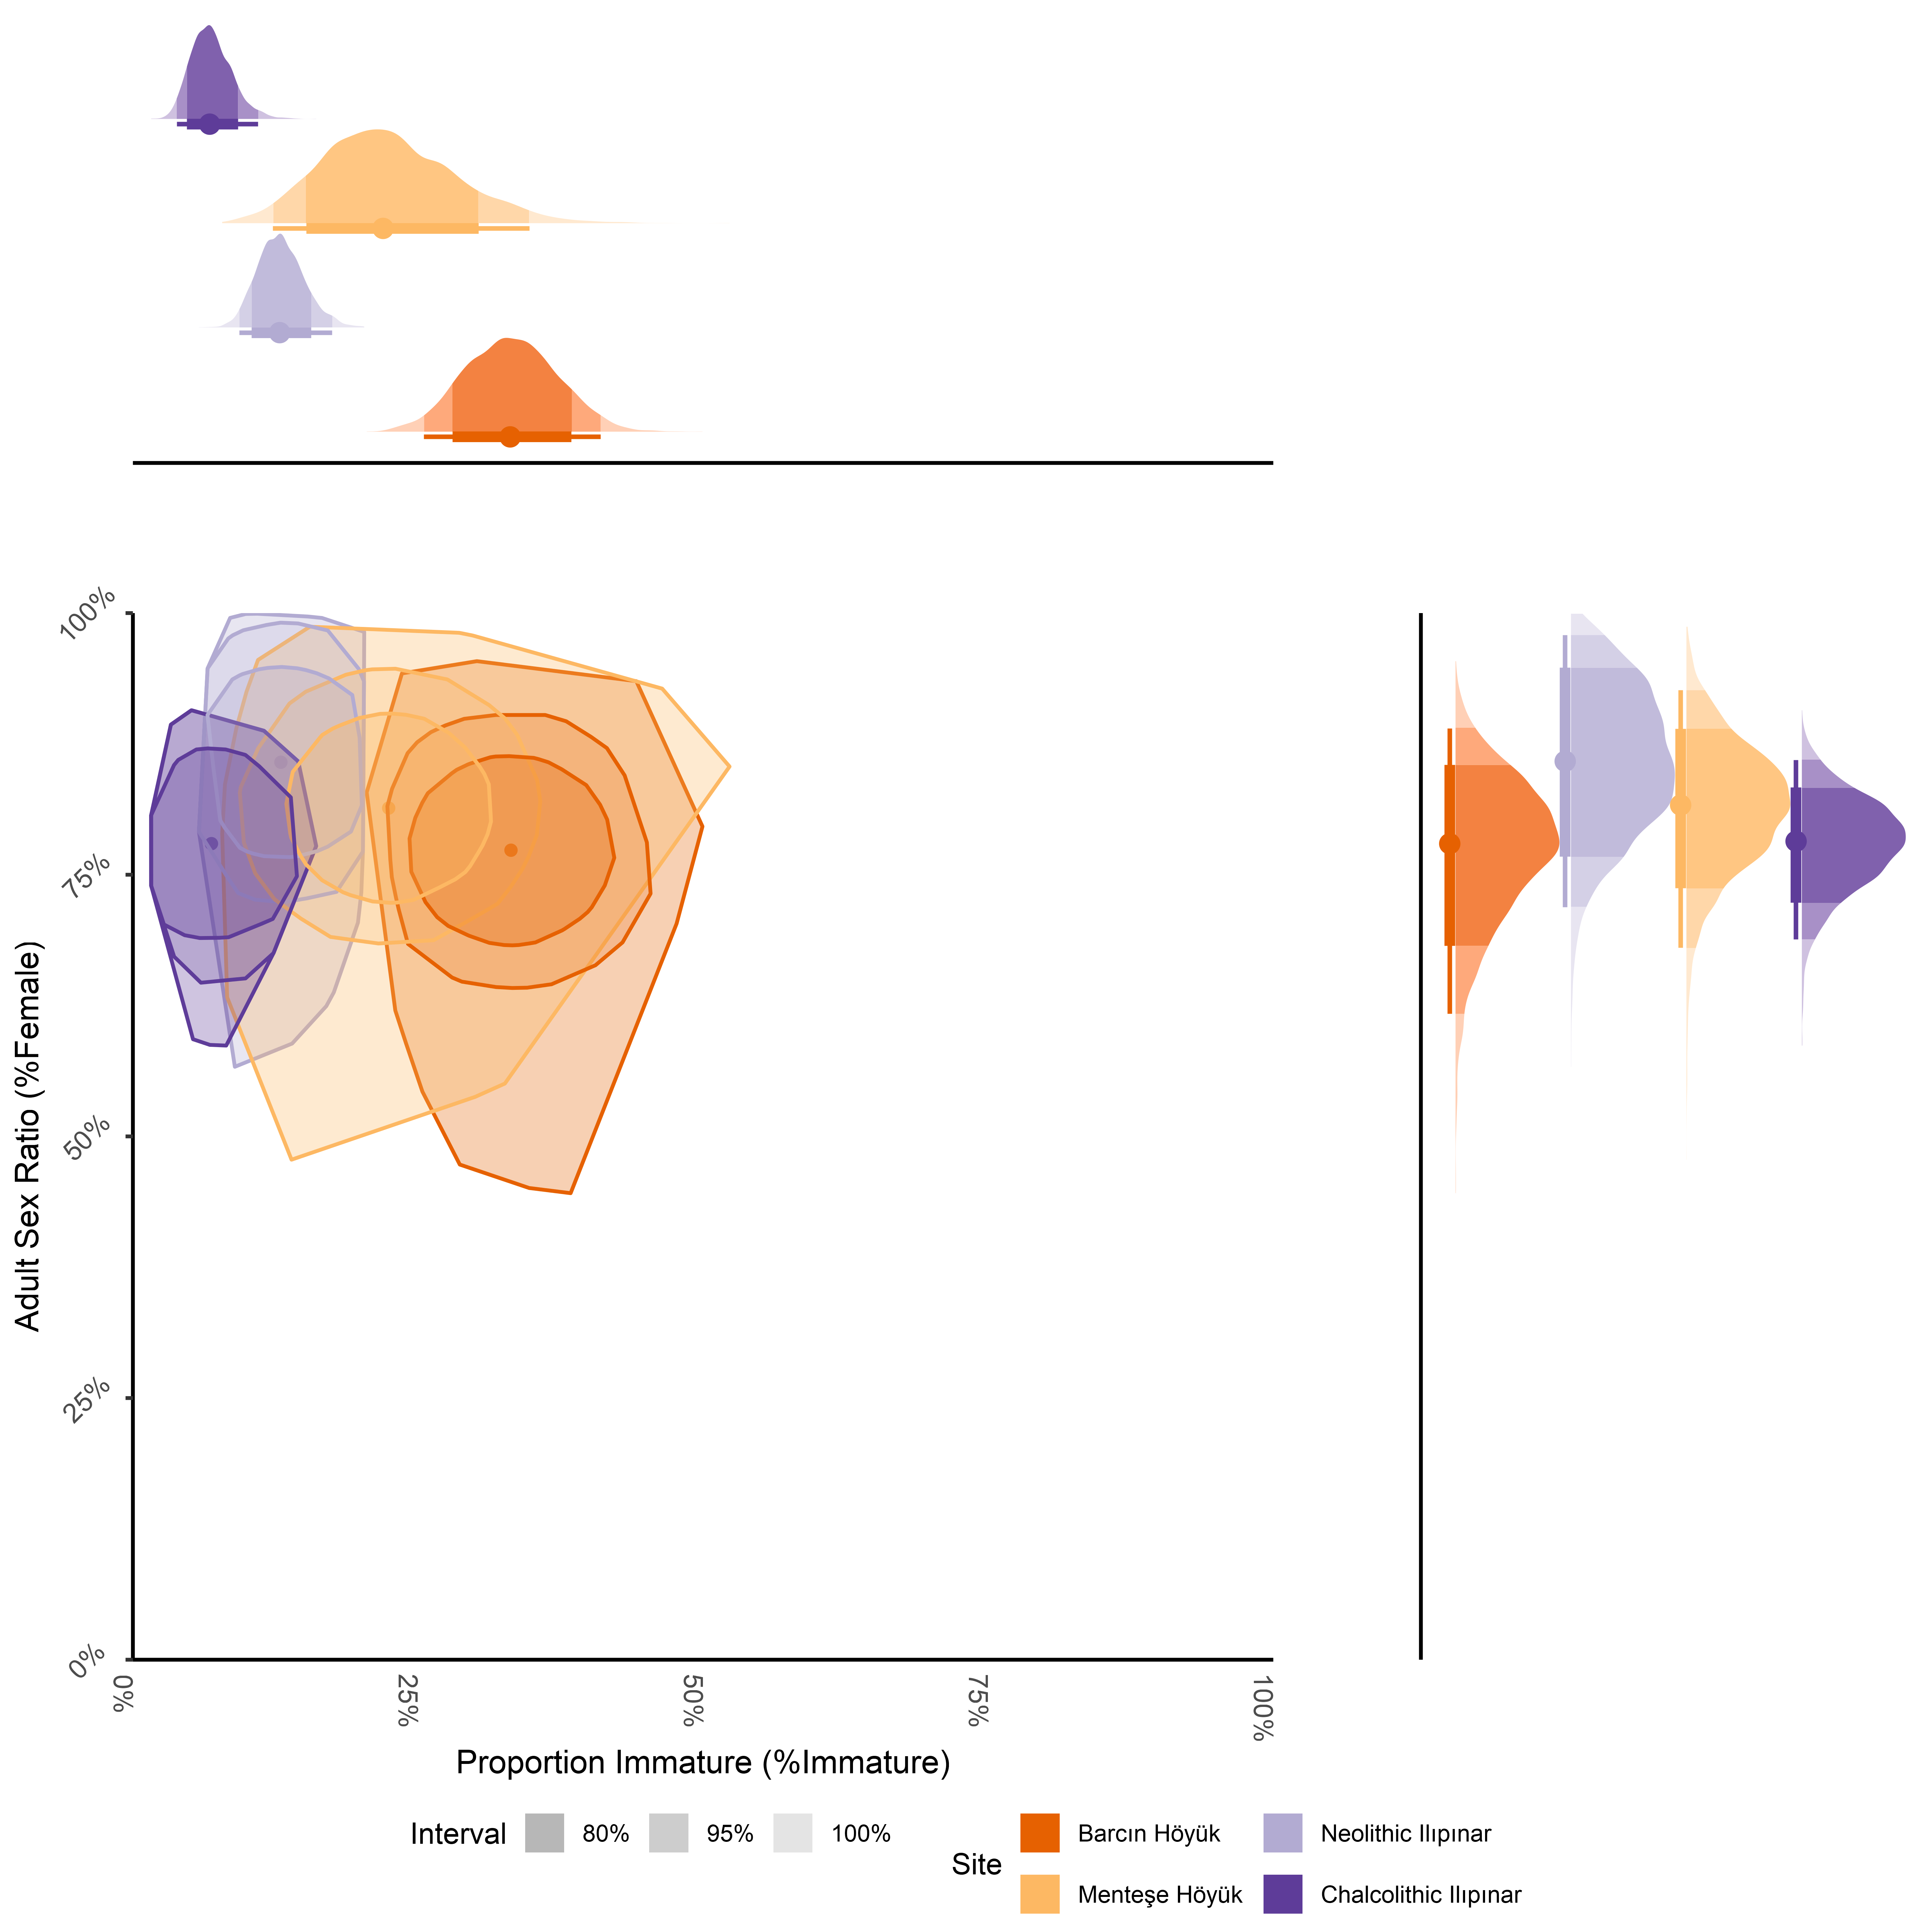 100%
75%
50%
25%
0%
Adult Sex Ratio (%Female)
0%
25%
50%
75%
100%
Proportion Immature (%Immature)
Interval
80%
95%
100%
Site
Barcın Höyük
Neolithic Ilıpınar
Menteşe Höyük
Chalcolithic Ilıpınar